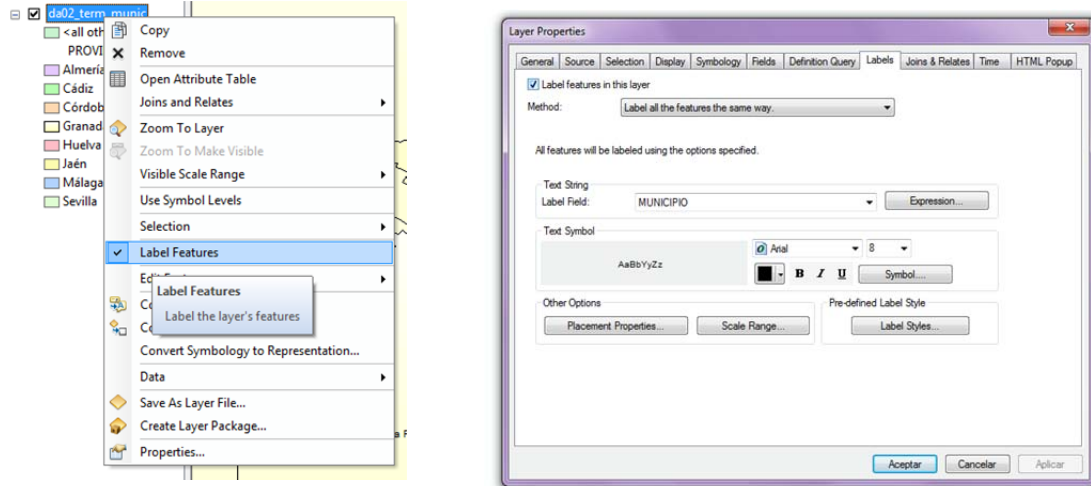 da02_term_munic
<all oth
PROVI
Almería
Cádiz
Córdob
Granad
Huelva
Jaén
Málaga
Sevilla
Copy
Remove
Open Attribute Table
Joins and Relates
Zoom To Layer
Zoom To Make Visible
Visible Scale Range
Use Symbol Levels
Selection
Label Features
Label Features
Label the layer's features
Convert Symbology to Representation...
Data
Save As Layer File...
Create Layer Package...
Properties...
Layer Properties
General Source Selection Display Symbology Fields Definition Query Labels Joins & Relates Time HTML Popup
Label features in this layer
Method: Label all the features the same way.
All features will be labeled using the options specified.
Text String
Label Field: MUNICIPIO Expression...
Text Symbol
AaBbYyZz
Arial 8
B I U Symbol...
Other Options Pre-defined Label Style
Placement Properties... Scale Range... Label Styles...
Aceptar Cancelar Aplicar